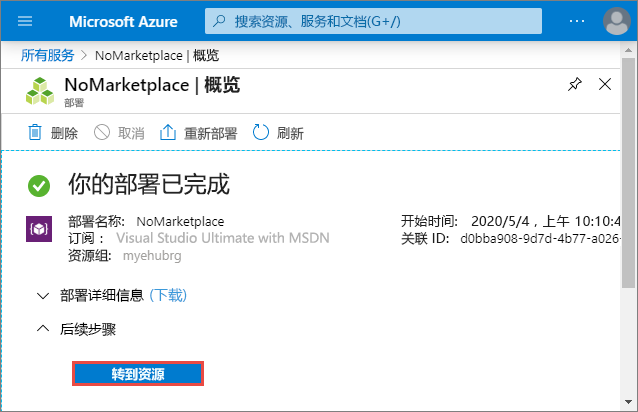 Microsoft Azure
搜索资源、服务和文档(G+/)
所有服务 > NoMarketplace | 概览
NoMarketplace | 概览
部署
删除 取消 重新部署 刷新
你的部署已完成
部署名称: NoMarketplace 开始时间: 2020/5/4，上午 10:10:4
订阅： Visual Studio Ultimate with MSDN 关联 ID: d0bba908-9d7d-4b77-a026-
资源组: myehubrg
部署详细信息 (下载)
后续步骤
转到资源